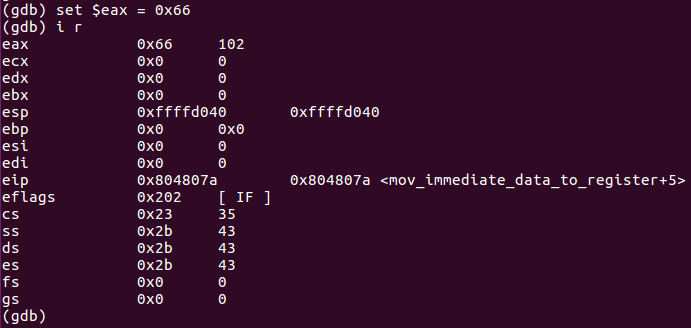 (gdb) set $eax = 0x66
(gdb) i r
eax            0x66     102
ecx            0x0      0
edx            0x0      0
ebx            0x0      0
esp            0xffffd040       0xffffd040
ebp            0x0      0x0
esi            0x0      0
edi            0x0      0
eip            0x804807a        0x804807a <mov_immediate_data_to_register+5>
eflags         0x202    [ IF ]
cs             0x23     35
ss             0x2b     43
ds             0x2b     43
es             0x2b     43
fs             0x0      0
gs             0x0      0
(gdb)